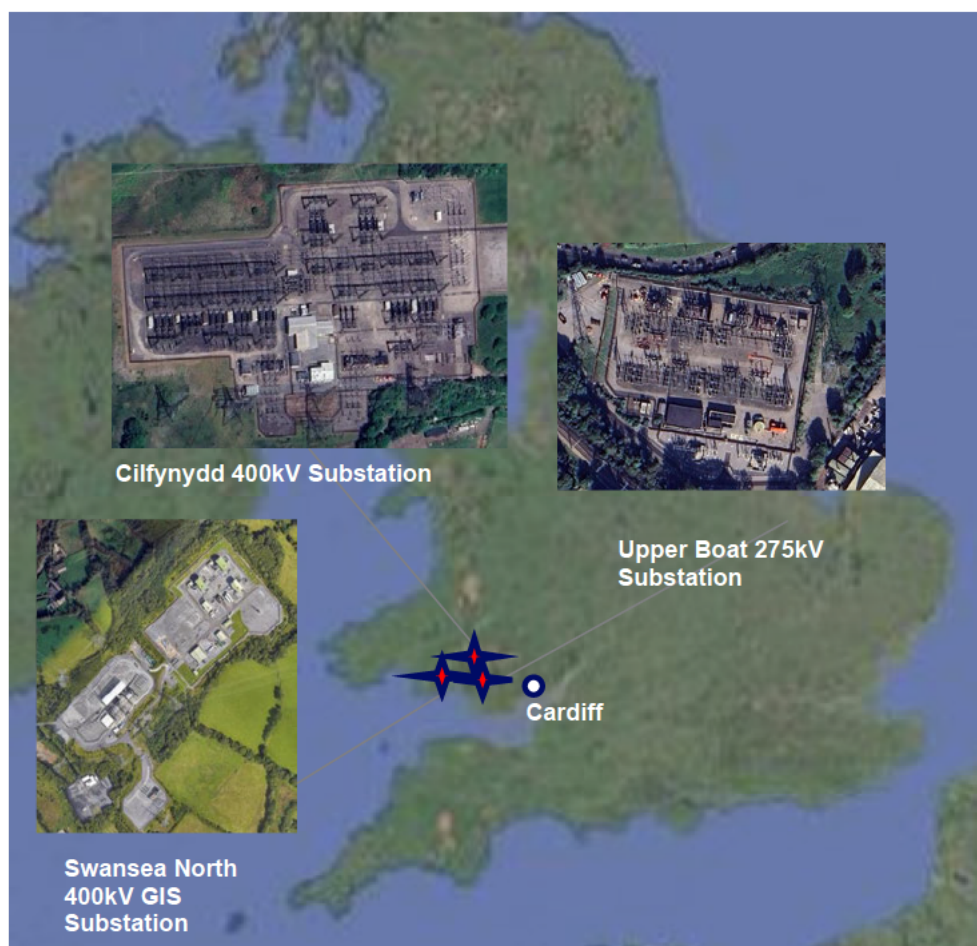 Cilfynydd 400kV Substation
Upper Boat 275kV
Substation
Cardiff
Swansea North
400kV GIS
Substation